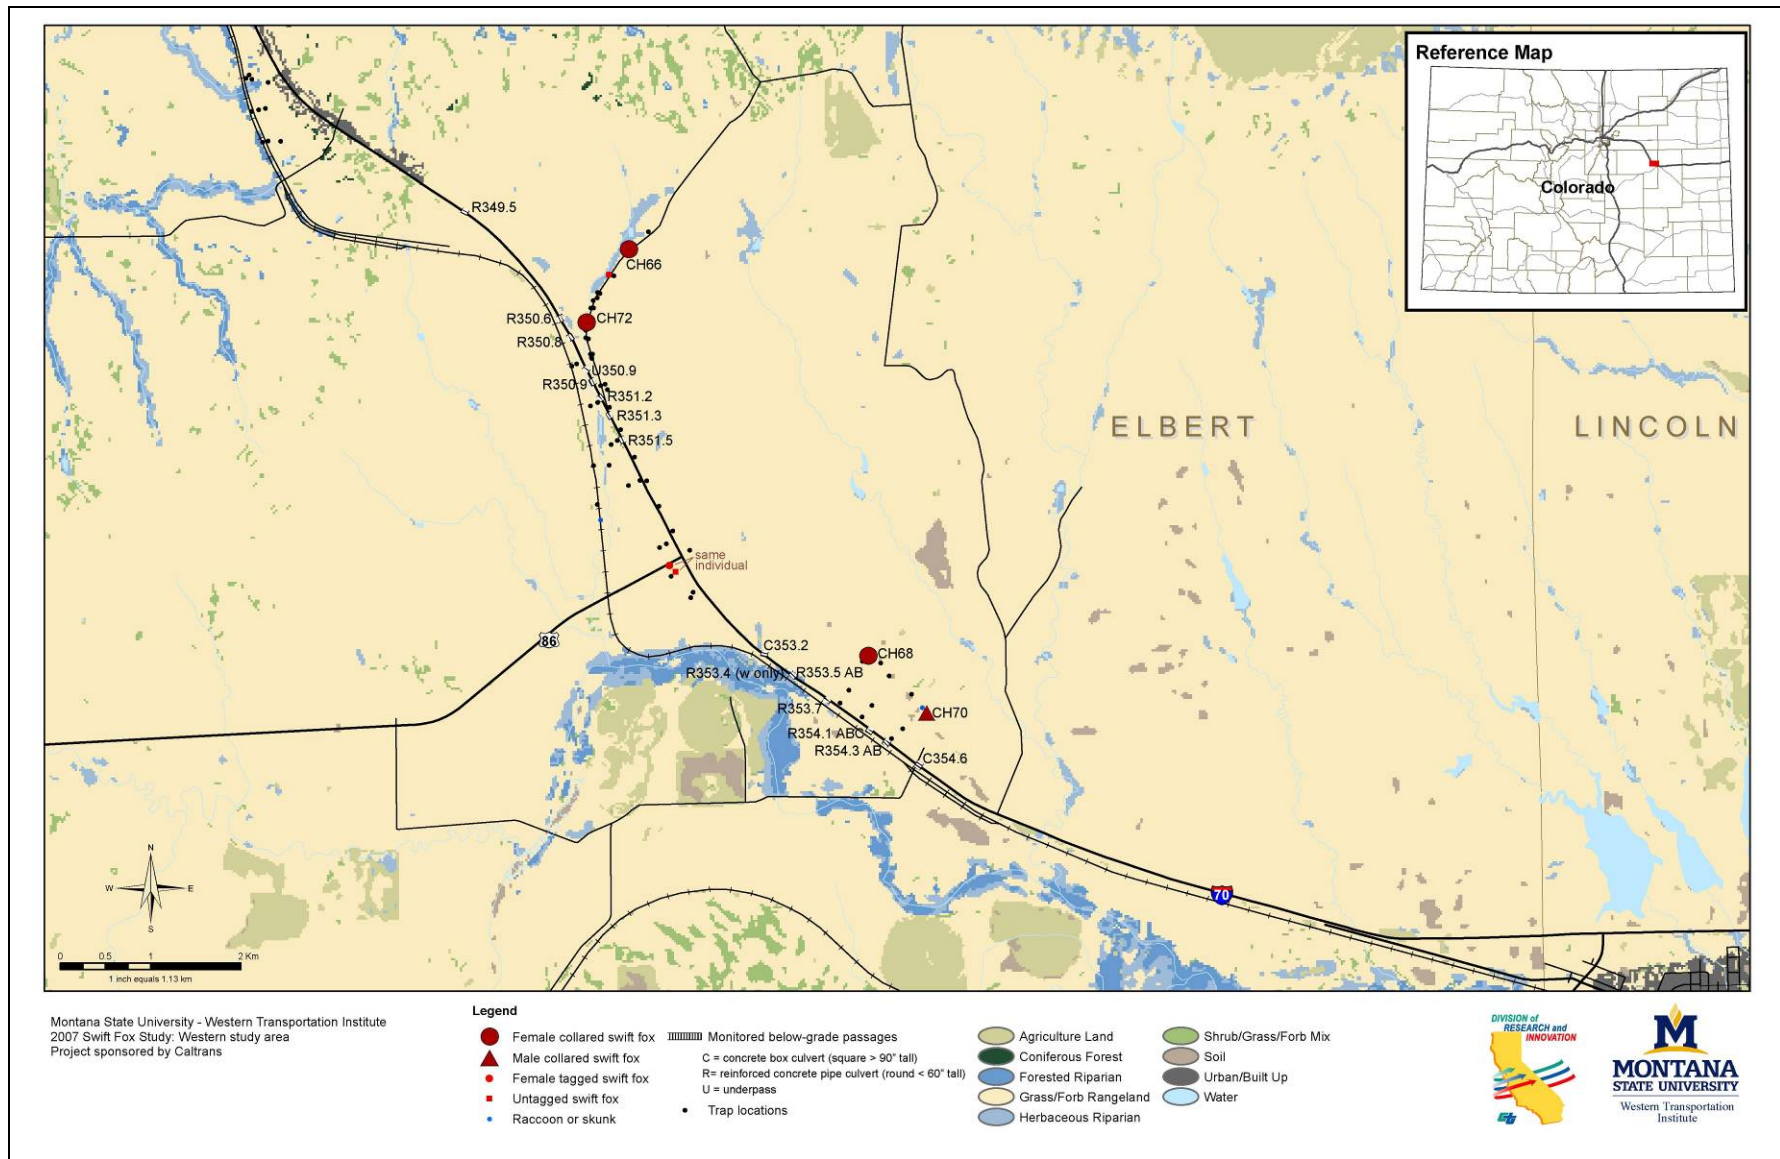 Reference Map
Colorado
R349.5
CH66
R350.6
CH72
R350.8
U350.9
R350.9
R351.2
R351.3
R351.5
ELBERT
LINCOLN
same
individual
86
C353.2
CH68
R353.4 (w only)
R353.5 AB
R353.7
CH70
R354.1 ABC
R354.3 AB
C354.6
70
N
W
E
S
0
0.5
1
2 Km
1 inch equals 1.13 km
Montana State University - Western Transportation Institute
2007 Swift Fox Study: Western study area
Project sponsored by Caltrans
Legend
Female collared swift fox
Male collared swift fox
Female tagged swift fox
Untagged swift fox
Raccoon or skunk
Monitored below-grade passages
C = concrete box culvert (square > 90" tall)
R= reinforced concrete pipe culvert (round < 60" tall)
U = underpass
Trap locations
Agriculture Land
Coniferous Forest
Forested Riparian
Grass/Forb Rangeland
Herbaceous Riparian
Shrub/Grass/Forb Mix
Soil
Urban/Built Up
Water
DIVISION of
RESEARCH and
INNOVATION
M
MONTANA
STATE UNIVERSITY
Western Transportation
Institute